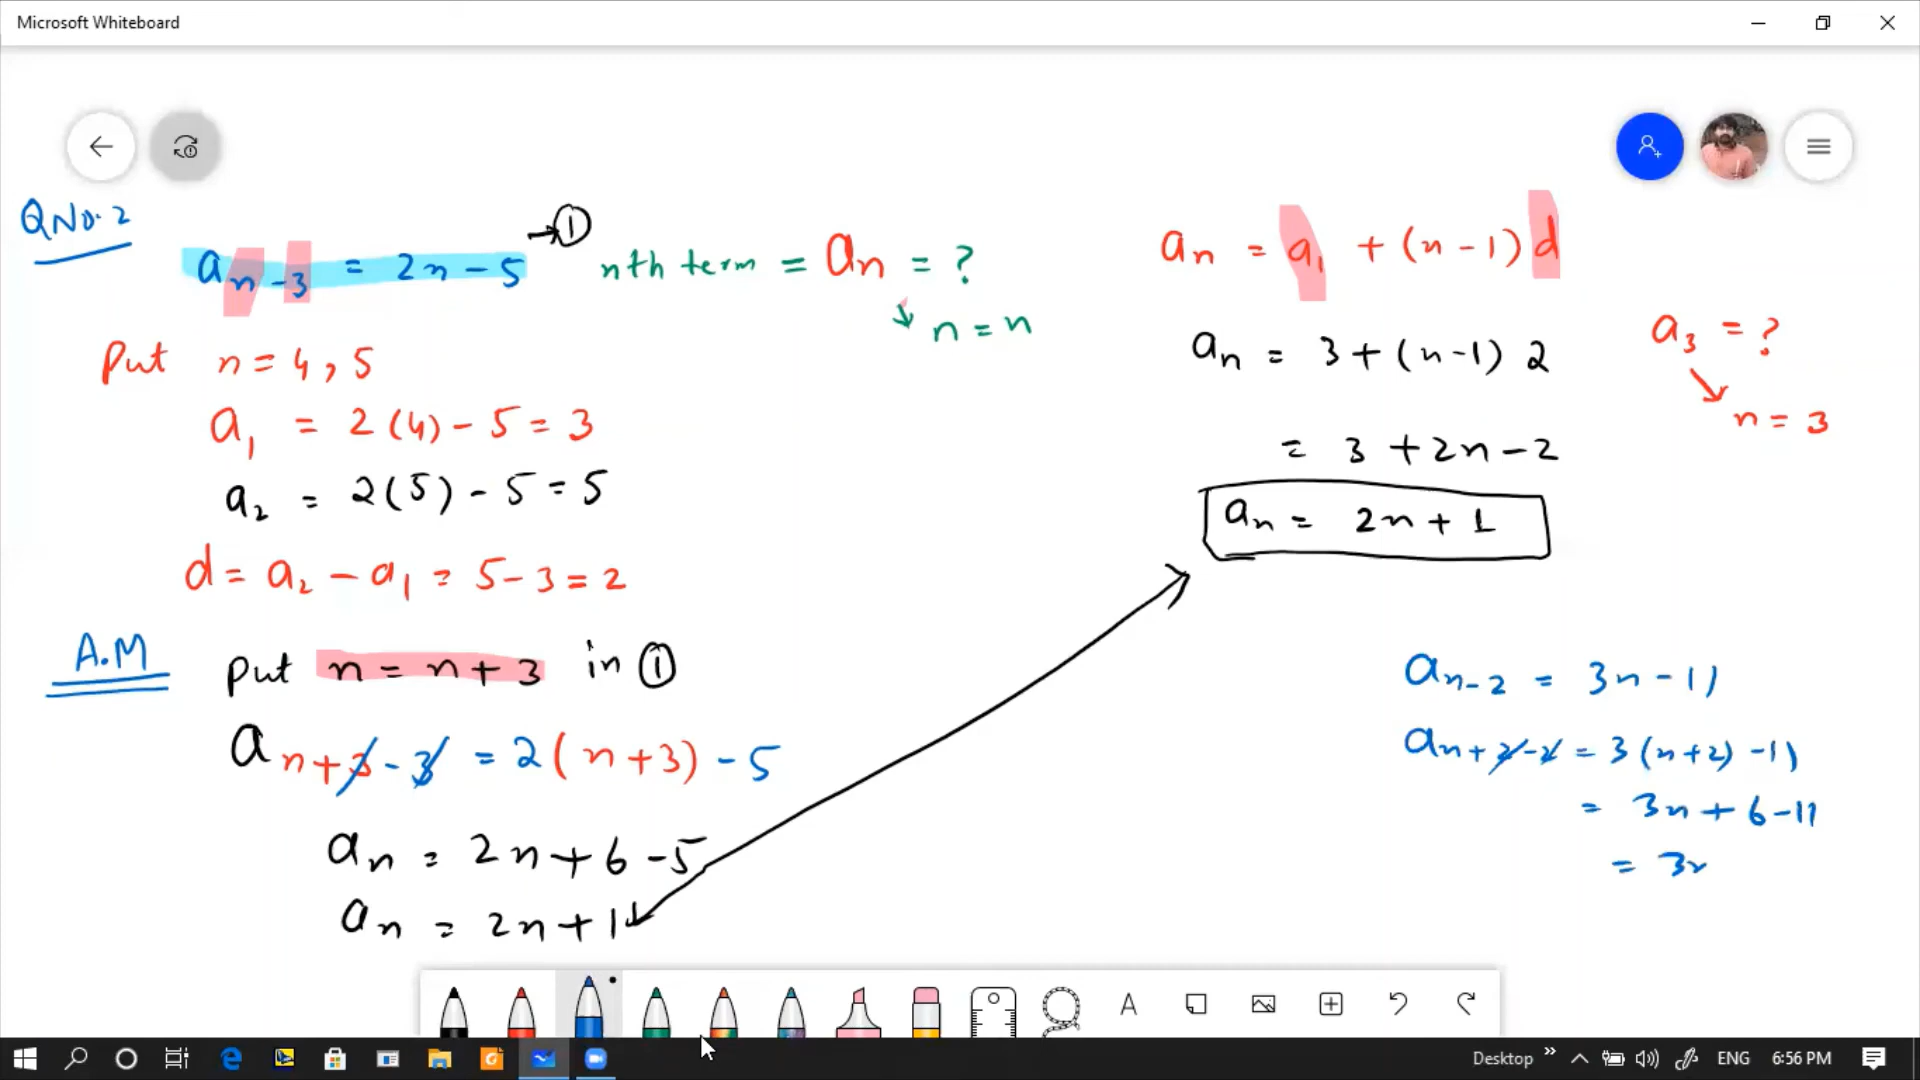 Microsoft Whiteboard
QNo.2
a_{n-3} = 2n - 5 → ①
nth term = a_n = ?
n = n
Put n = 4, 5
a_1 = 2(4) - 5 = 3
a_2 = 2(5) - 5 = 5
d = a_2 - a_1 = 5 - 3 = 2
a_n = a_1 + (n - 1) d
a_n = 3 + (n-1) 2
= 3 + 2n - 2
a_n = 2n + 1
a_3 = ?
n = 3
A.M
Put n = n + 3 in ①
a_{n+3-3} = 2(n+3) - 5
a_n = 2n + 6 - 5
a_n = 2n + 1
a_{n-2} = 3n - 11
a_{n+2-2} = 3(n+2) - 11
= 3n + 6 - 11
= 3n
A
Desktop » ENG 6:56 PM